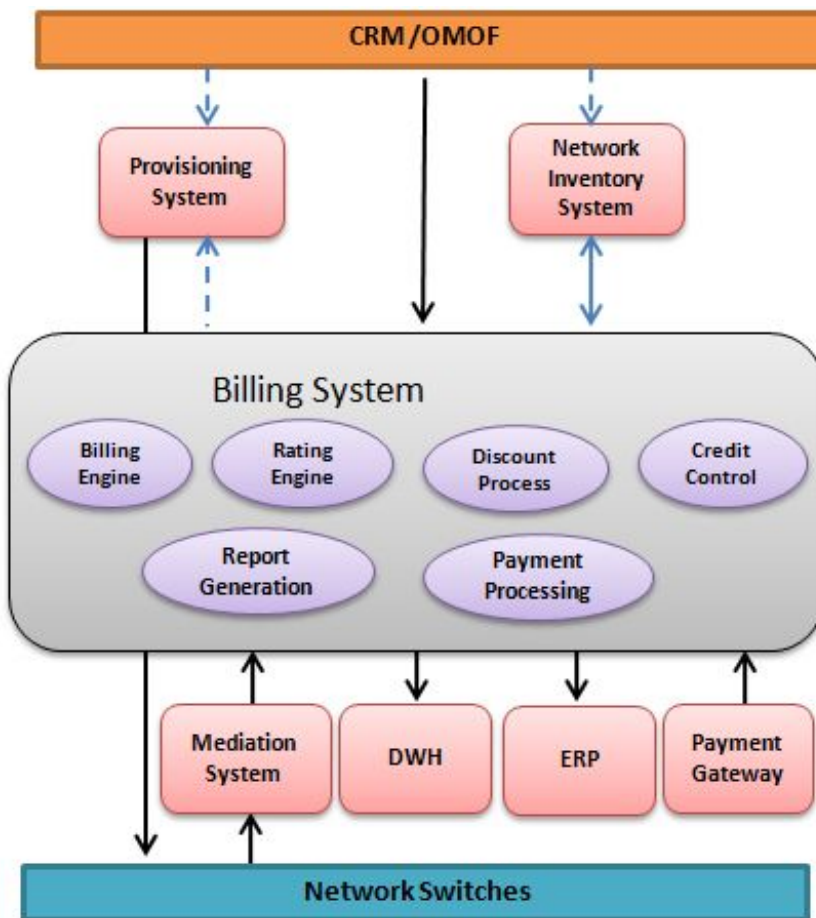 CRM/OMOF
Provisioning
System
Network
Inventory
System
Billing System
Billing
Engine
Rating
Engine
Discount
Process
Credit
Control
Report
Generation
Payment
Processing
Mediation
System
DWH
ERP
Payment
Gateway
Network Switches